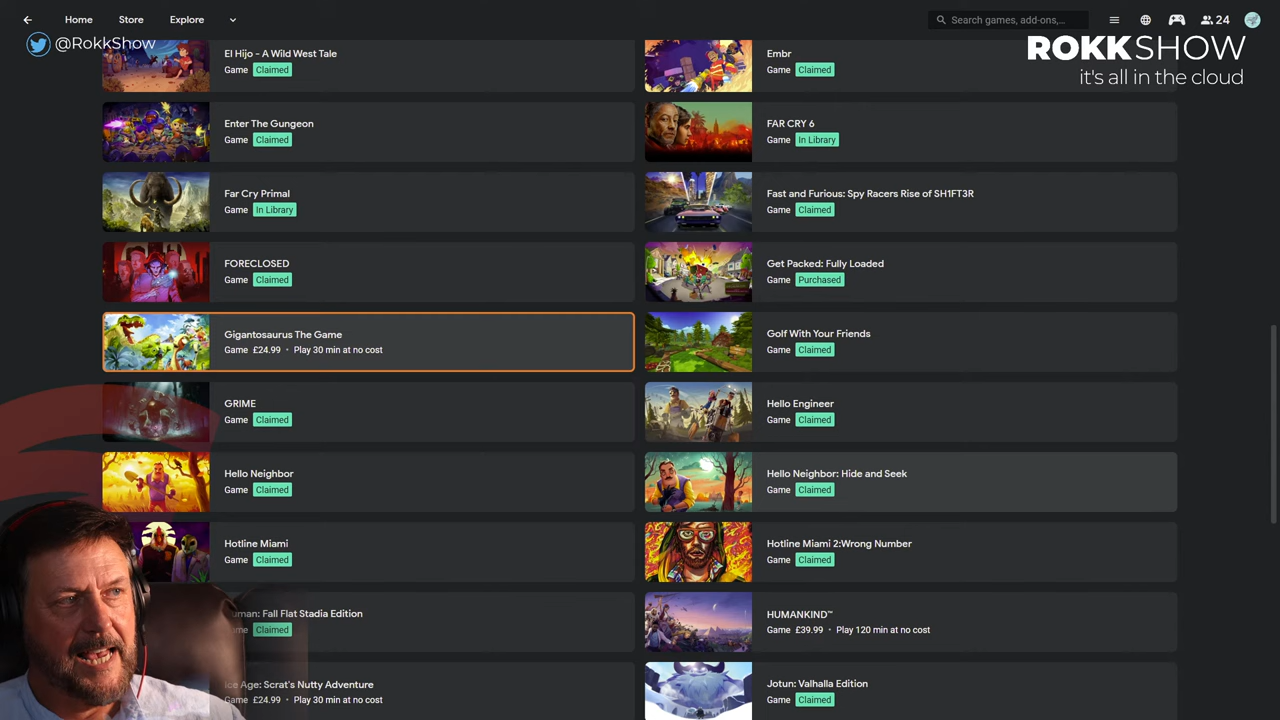 Home Store Explore
Search games, add-ons,... 24
@RokkShow
ROKKSHOW
it's all in the cloud
El Hijo - A Wild West Tale
Game Claimed
Embr
Game Claimed
Enter The Gungeon
Game Claimed
FAR CRY 6
Game In Library
Far Cry Primal
Game In Library
Fast and Furious: Spy Racers Rise of SH1FT3R
Game Claimed
FORECLOSED
Game Claimed
Get Packed: Fully Loaded
Game Purchased
Gigantosaurus The Game
Game £24.99 • Play 30 min at no cost
Golf With Your Friends
Game Claimed
GRIME
Game Claimed
Hello Engineer
Game Claimed
Hello Neighbor
Game Claimed
Hello Neighbor: Hide and Seek
Game Claimed
Hotline Miami
Game Claimed
Hotline Miami 2:Wrong Number
Game Claimed
Human: Fall Flat Stadia Edition
Game Claimed
HUMANKIND™
Game £39.99 • Play 120 min at no cost
Ice Age: Scrat's Nutty Adventure
Game £24.99 • Play 30 min at no cost
Jotun: Valhalla Edition
Game Claimed